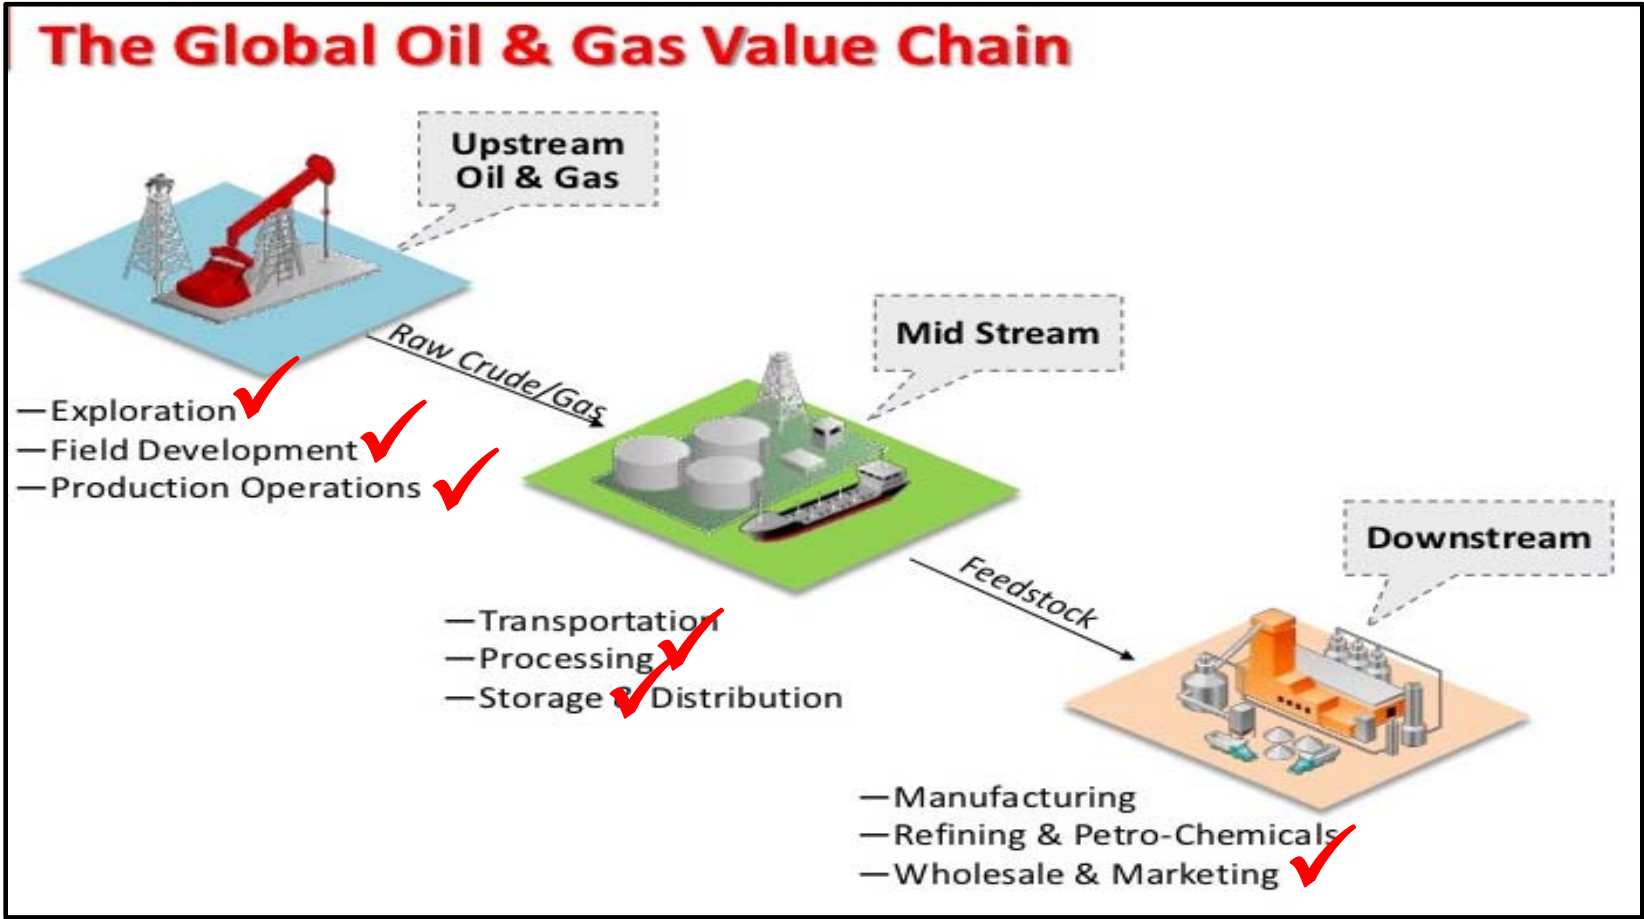 The Global Oil & Gas Value Chain
Upstream
Oil & Gas
Raw Crude/Gas
—Exploration
—Field Development
—Production Operations
Mid Stream
Feedstock
—Transportation
—Processing
—Storage & Distribution
Downstream
—Manufacturing
—Refining & Petro-Chemicals
—Wholesale & Marketing